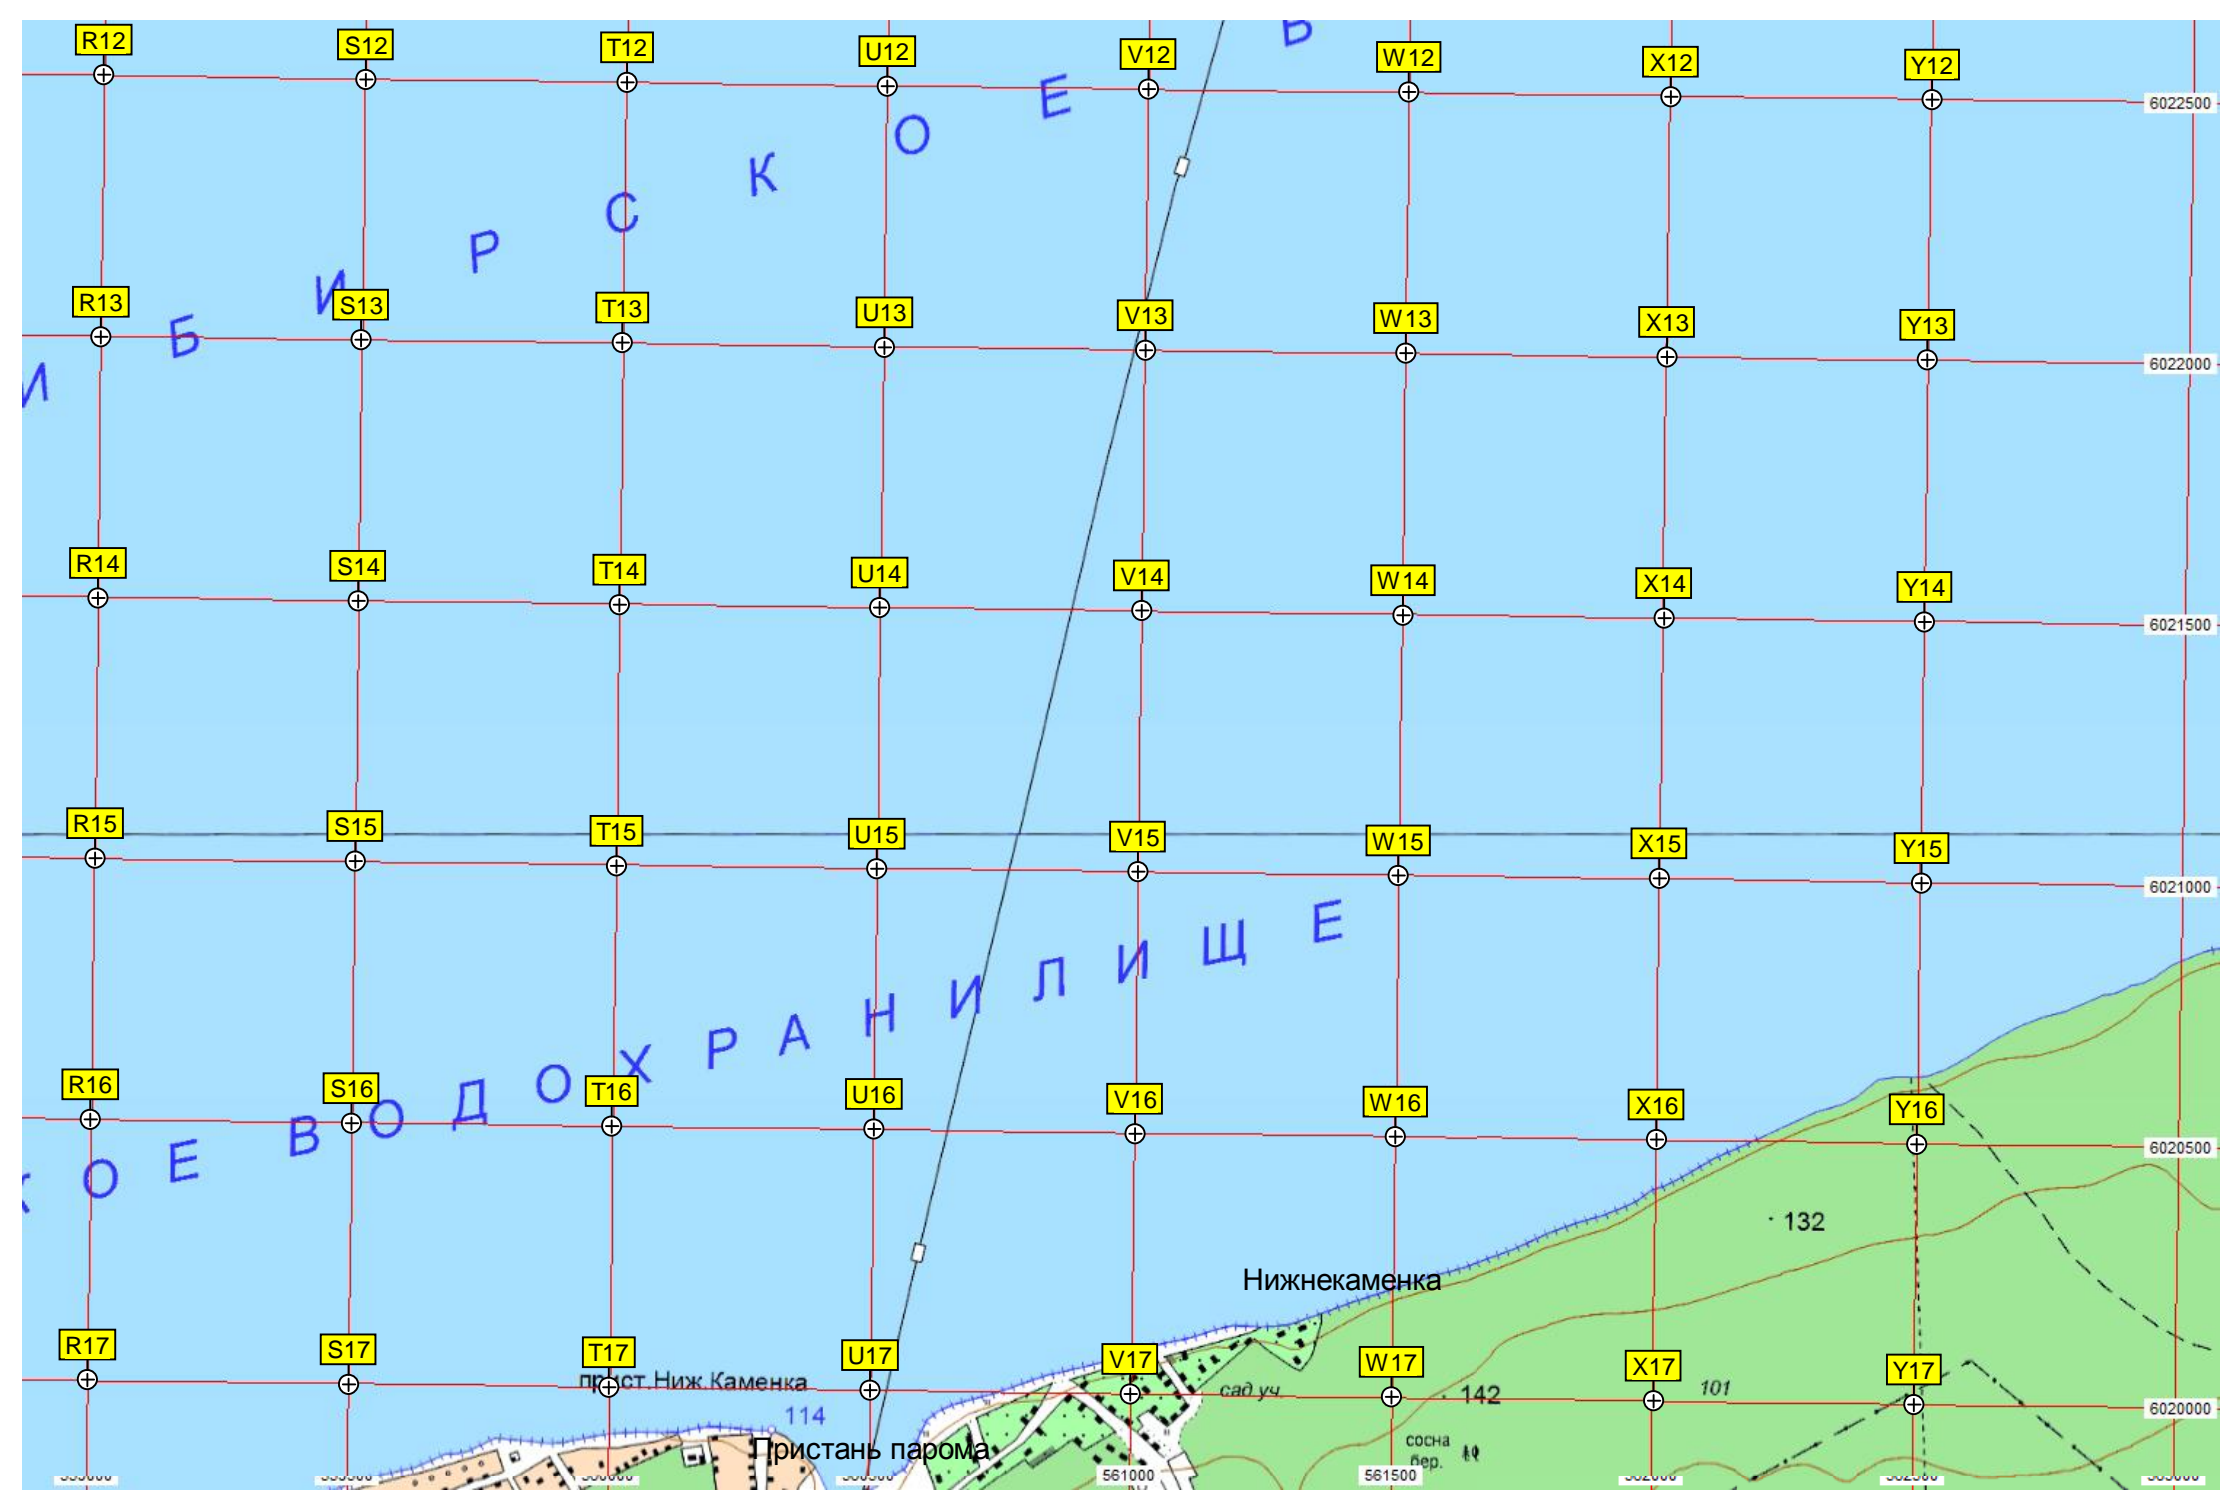 R12 S12 T12 U12 V12 W12 X12 Y12
6022500
И Б И Р С К О Е В
R13 S13 T13 U13 V13 W13 X13 Y13
6022000
R14 S14 T14 U14 V14 W14 X14 Y14
6021500
R15 S15 T15 U15 V15 W15 X15 Y15
6021000
О Е В О Д О Х Р А Н И Л И Щ Е
R16 S16 T16 U16 V16 W16 X16 Y16
6020500
132
Нижнекаменка
R17 S17 T17 U17 V17 W17 X17 Y17
прист.Ниж.Каменка
сад.уч.
142
101
6020000
114
Пристань парома
сосна
бер.
561000
561500